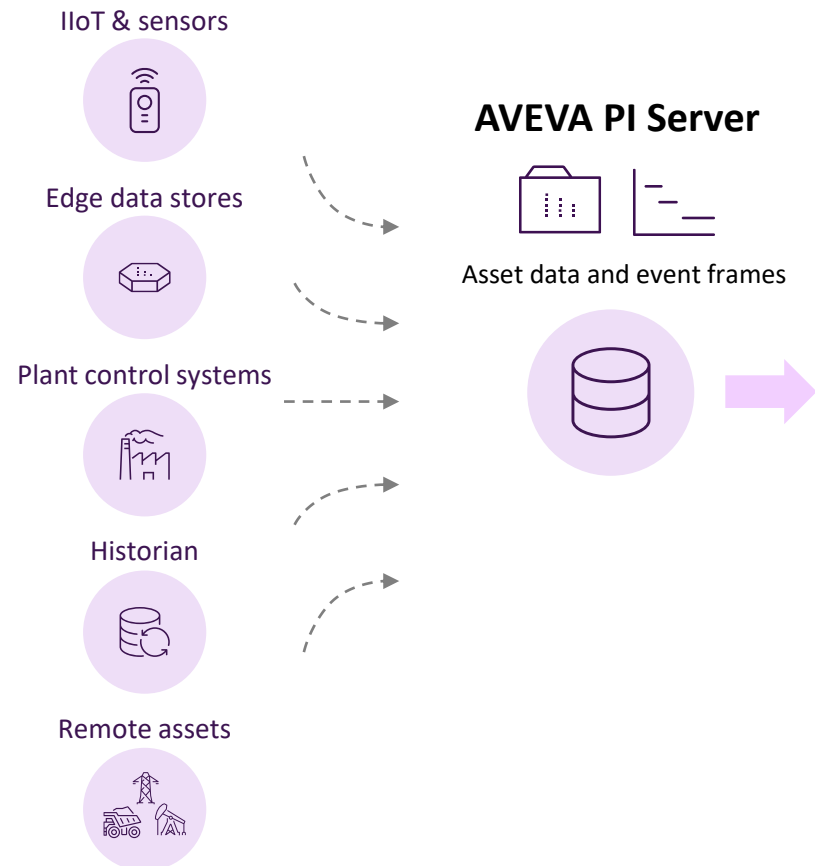 IIoT & sensors
Edge data stores
Plant control systems
Historian
Remote assets
AVEVA PI Server
Asset data and event frames